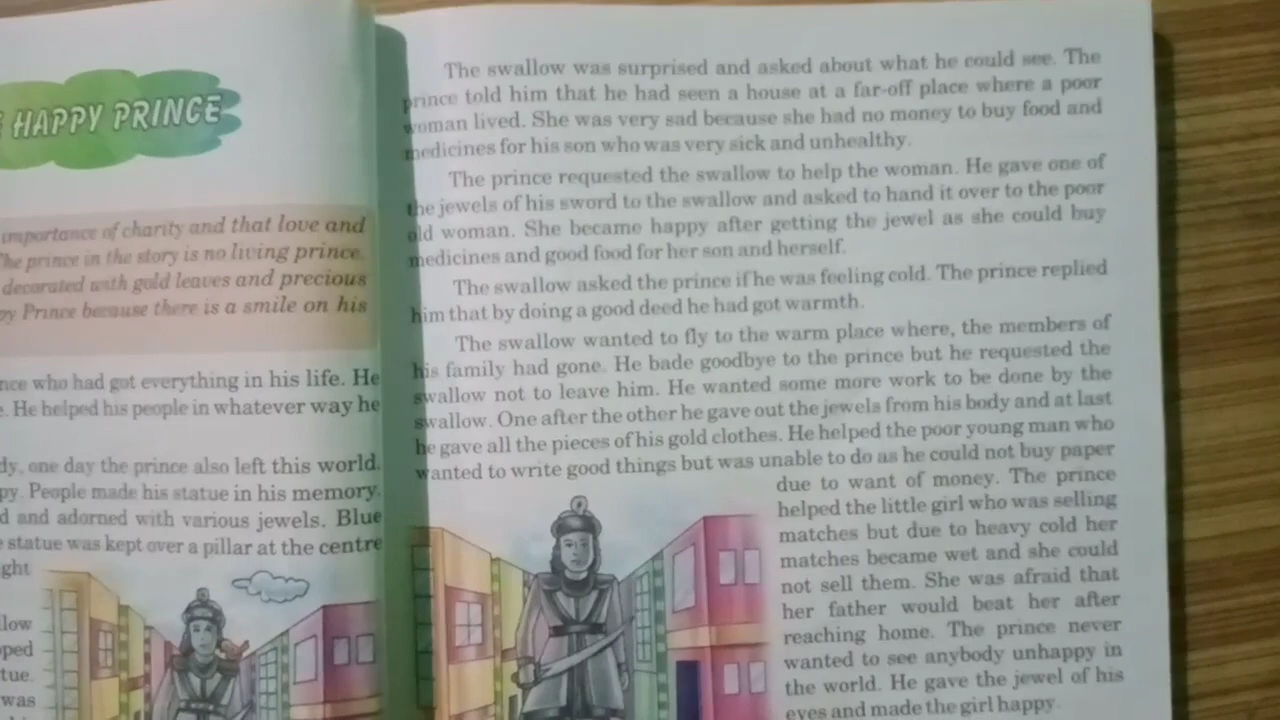 HAPPY PRINCE
importance of charity and that love and
The prince in the story is no living prince.
decorated with gold leaves and precious
Prince because there is a smile on his
who had got everything in his life. He
He helped his people in whatever way he
one day the prince also left this world.
People made his statue in his memory.
and adorned with various jewels. Blue
statue was kept over a pillar at the centre
was
The swallow was surprised and asked about what he could see. The
prince told him that he had seen a house at a far-off place where a poor
woman lived. She was very sad because she had no money to buy food and
medicines for his son who was very sick and unhealthy.
The prince requested the swallow to help the woman. He gave one of
the jewels of his sword to the swallow and asked to hand it over to the poor
old woman. She became happy after getting the jewel as she could buy
medicines and good food for her son and herself.
The swallow asked the prince if he was feeling cold. The prince replied
him that by doing a good deed he had got warmth.
The swallow wanted to fly to the warm place where, the members of
his family had gone. He bade goodbye to the prince but he requested the
swallow not to leave him. He wanted some more work to be done by the
swallow. One after the other he gave out the jewels from his body and at last
he gave all the pieces of his gold clothes. He helped the poor young man who
wanted to write good things but was unable to do as he could not buy paper
due to want of money. The prince
helped the little girl who was selling
matches but due to heavy cold her
matches became wet and she could
not sell them. She was afraid that
her father would beat her after
reaching home. The prince never
wanted to see anybody unhappy in
the world. He gave the jewel of his
eyes and made the girl happy.